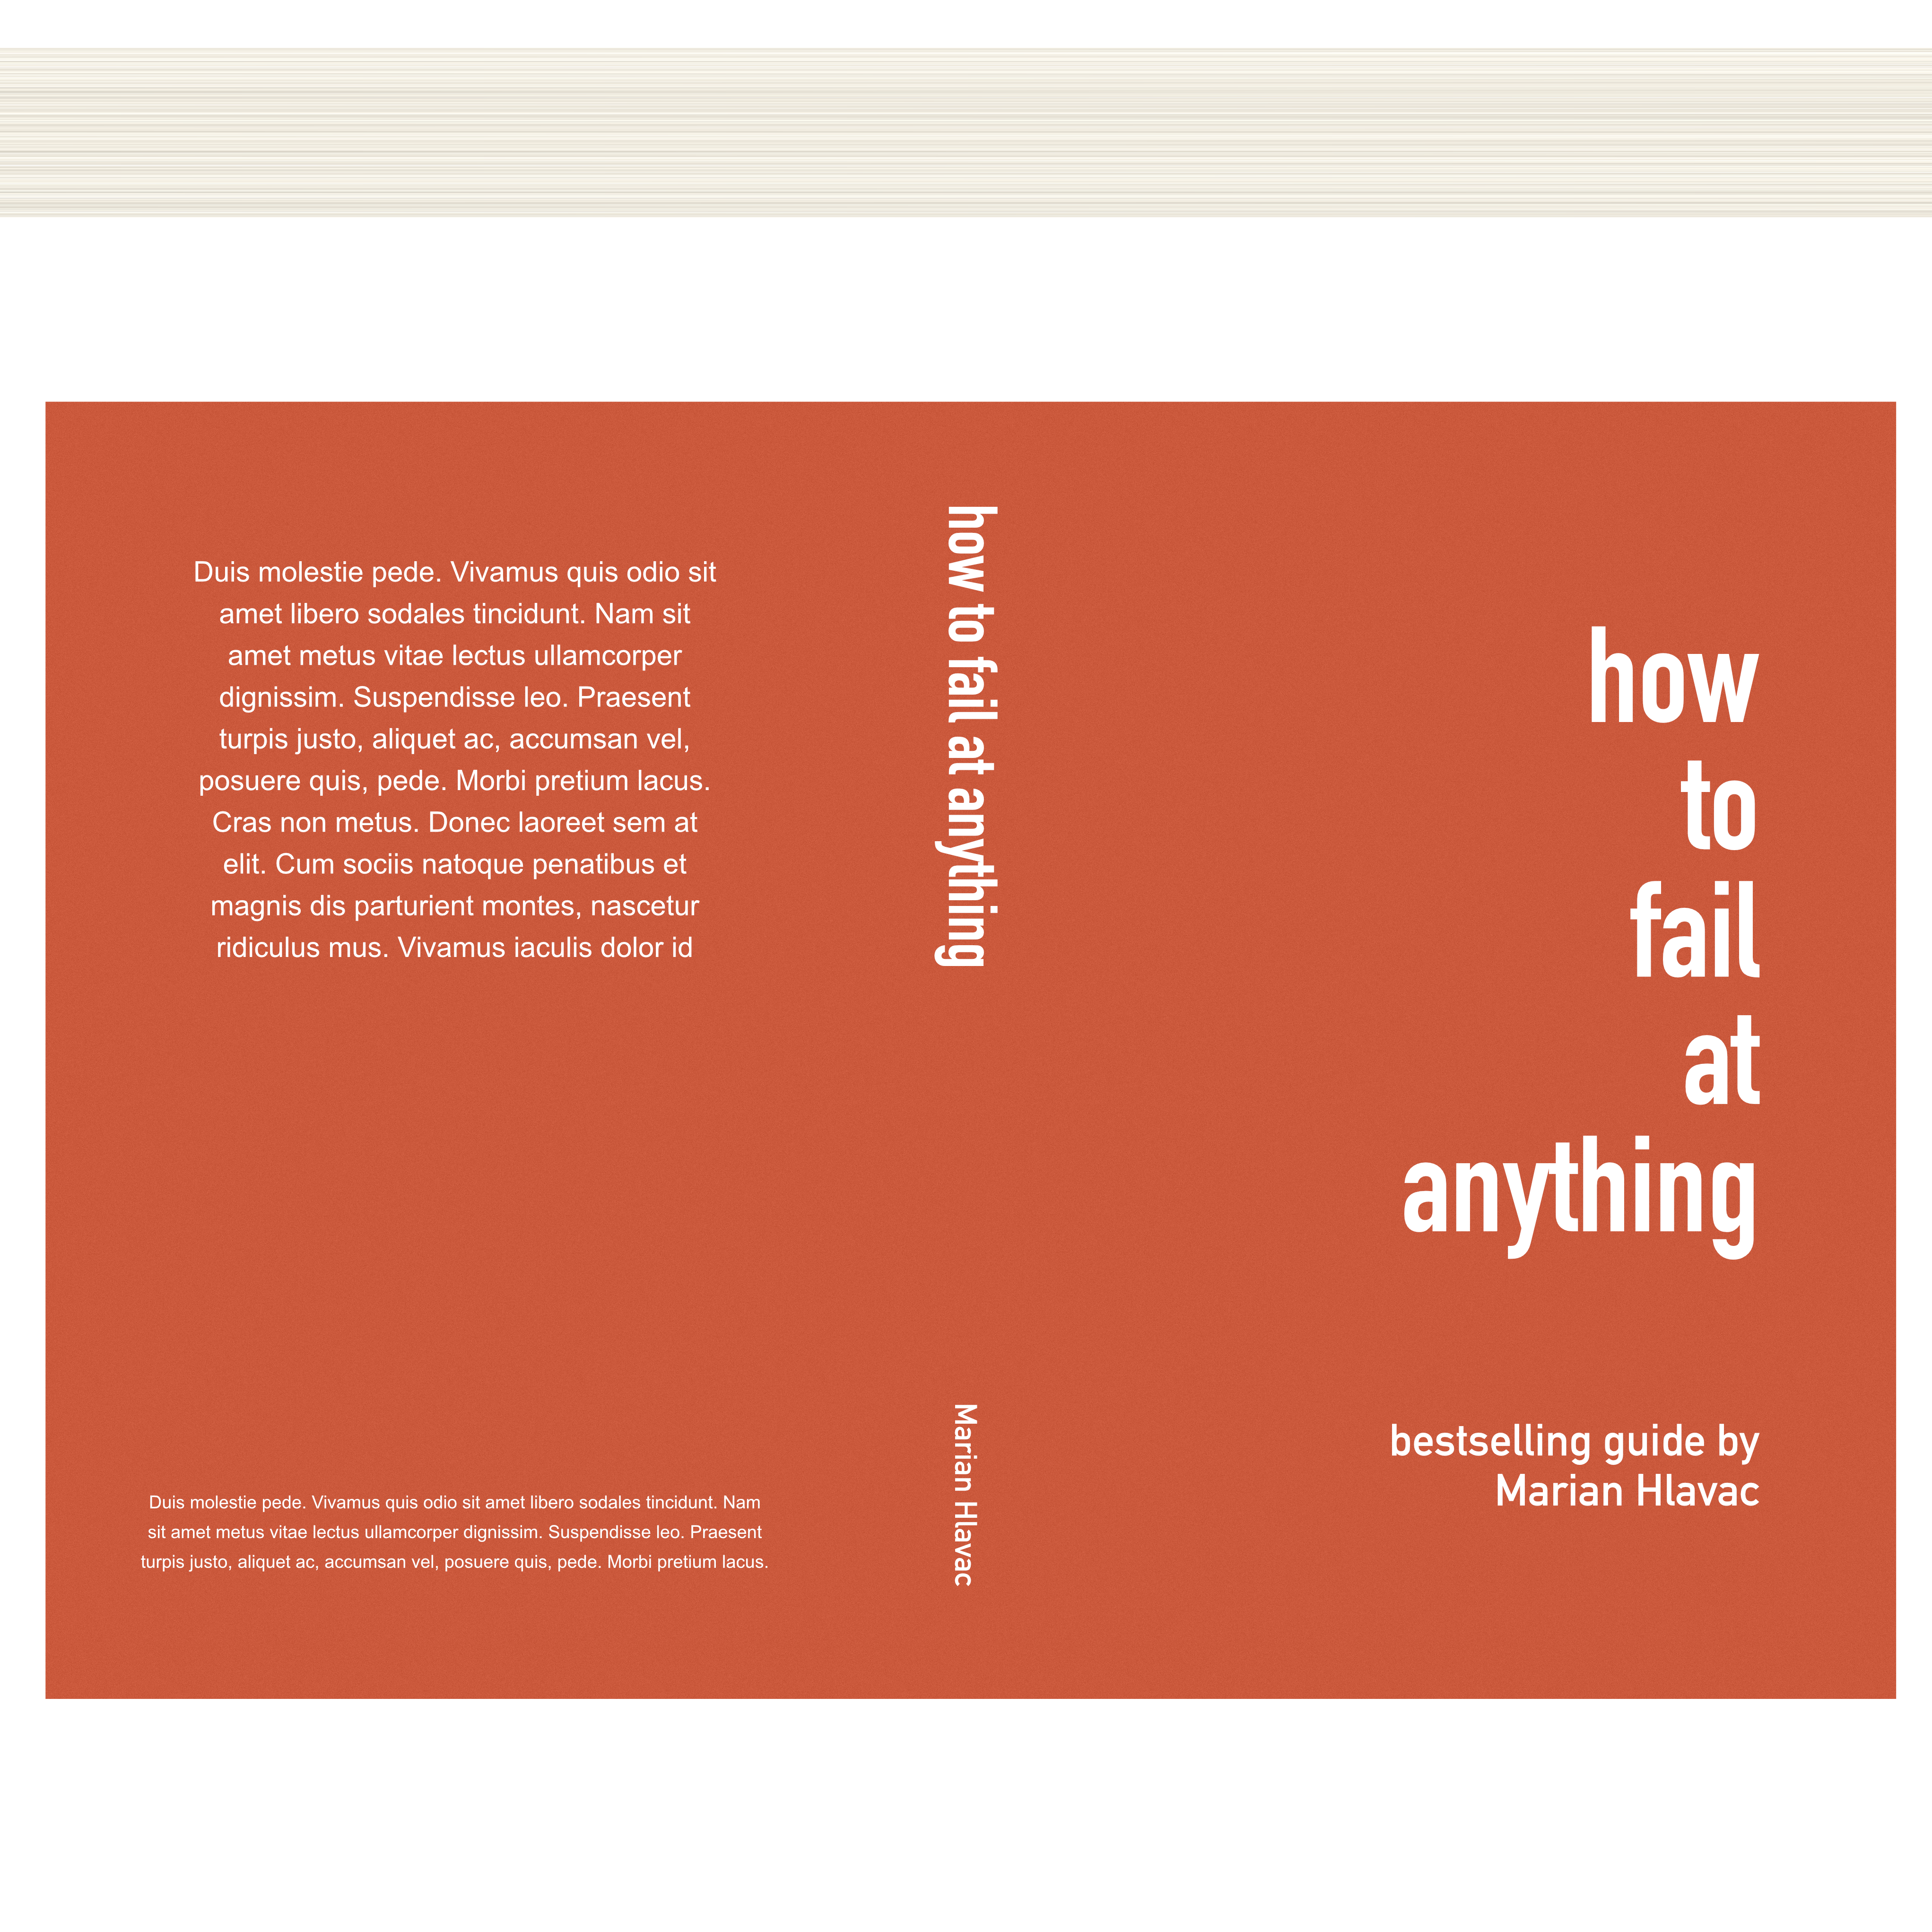 Duis molestie pede. Vivamus quis odio sit
amet libero sodales tincidunt. Nam sit
amet metus vitae lectus ullamcorper
dignissim. Suspendisse leo. Praesent
turpis justo, aliquet ac, accumsan vel,
posuere quis, pede. Morbi pretium lacus.
Cras non metus. Donec laoreet sem at
elit. Cum sociis natoque penatibus et
magnis dis parturient montes, nascetur
ridiculus mus. Vivamus iaculis dolor id
Duis molestie pede. Vivamus quis odio sit amet libero sodales tincidunt. Nam
sit amet metus vitae lectus ullamcorper dignissim. Suspendisse leo. Praesent
turpis justo, aliquet ac, accumsan vel, posuere quis, pede. Morbi pretium lacus.
how to fail at anything
Marian Hlavac
how
to
fail
at
anything
bestselling guide by
Marian Hlavac